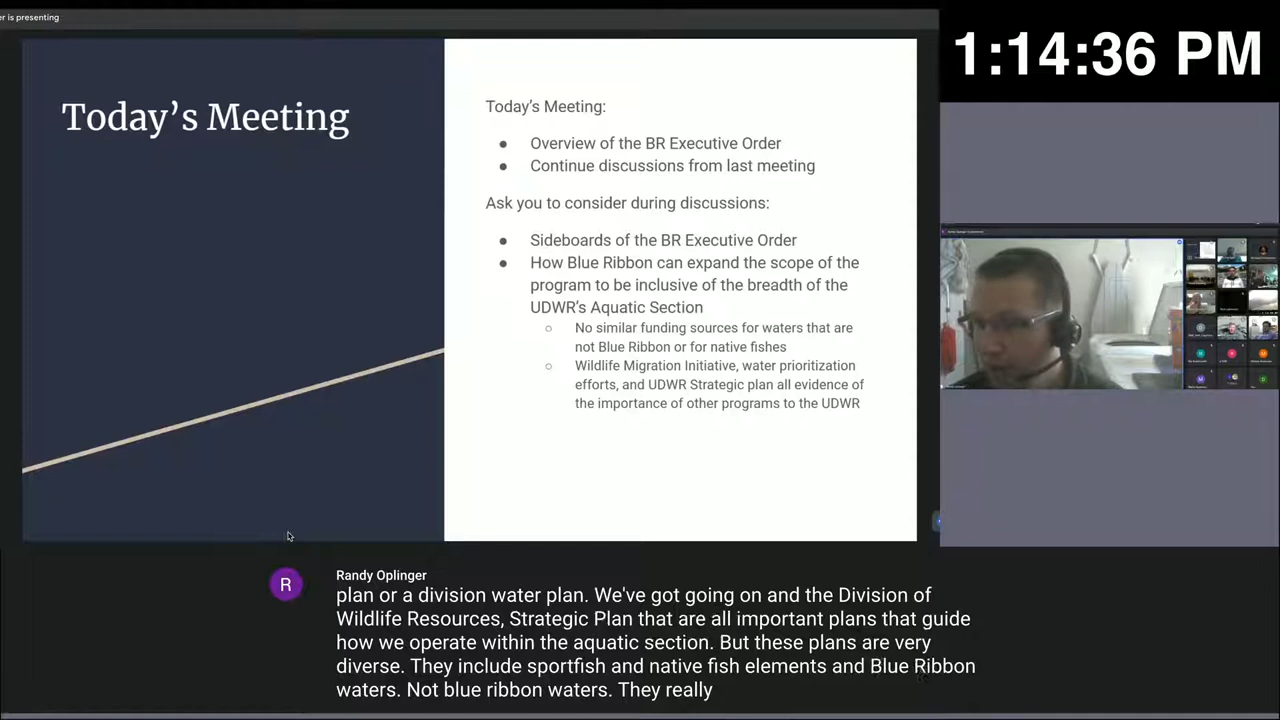 er is presenting
1:14:36 PM
Today's Meeting
Today's Meeting:
● Overview of the BR Executive Order
● Continue discussions from last meeting
Ask you to consider during discussions:
● Sideboards of the BR Executive Order
● How Blue Ribbon can expand the scope of the
program to be inclusive of the breadth of the
UDWR's Aquatic Section
○ No similar funding sources for waters that are
not Blue Ribbon or for native fishes
○ Wildlife Migration Initiative, water prioritization
efforts, and UDWR Strategic plan all evidence of
the importance of other programs to the UDWR
R
Randy Oplinger
plan or a division water plan. We've got going on and the Division of
Wildlife Resources, Strategic Plan that are all important plans that guide
how we operate within the aquatic section. But these plans are very
diverse. They include sportfish and native fish elements and Blue Ribbon
waters. Not blue ribbon waters. They really